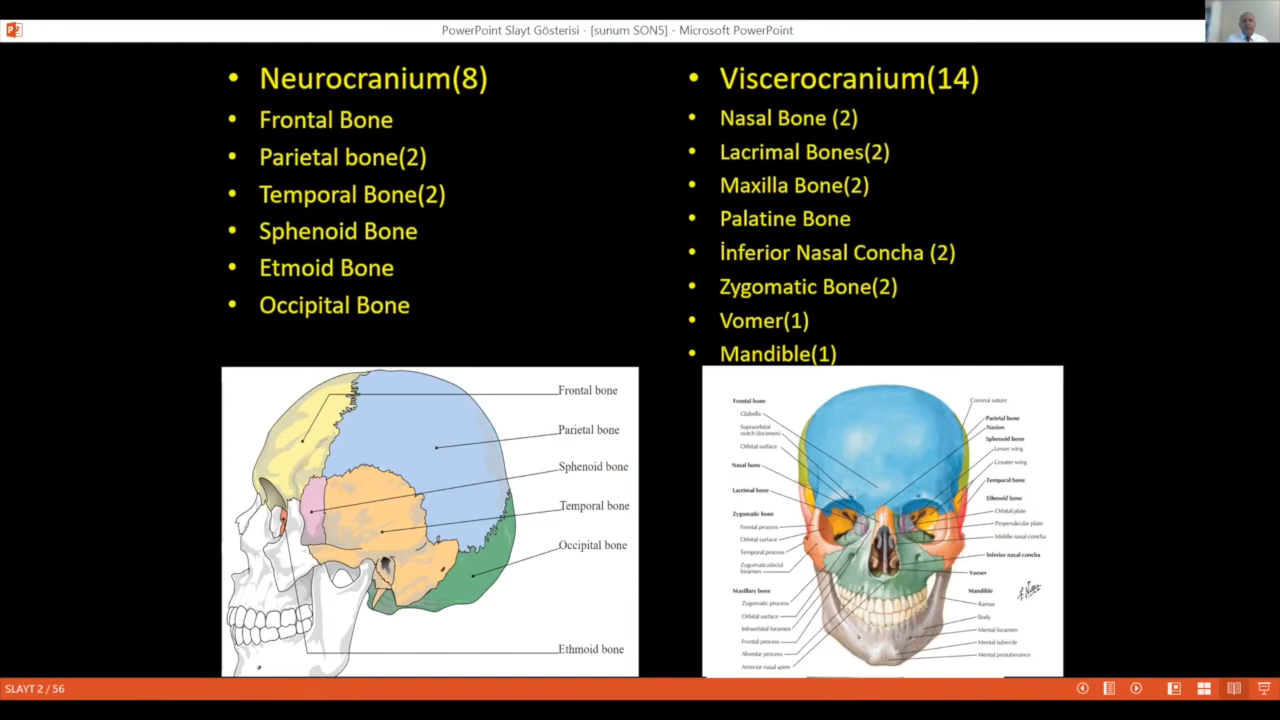 PowerPoint Slayt Gösterisi - [sunum SON5] - Microsoft PowerPoint
• Neurocranium(8)
• Frontal Bone
• Parietal bone(2)
• Temporal Bone(2)
• Sphenoid Bone
• Etmoid Bone
• Occipital Bone
• Viscerocranium(14)
• Nasal Bone (2)
• Lacrimal Bones(2)
• Maxilla Bone(2)
• Palatine Bone
• İnferior Nasal Concha (2)
• Zygomatic Bone(2)
• Vomer(1)
• Mandible(1)
Frontal bone
Parietal bone
Sphenoid bone
Temporal bone
Occipital bone
Ethmoid bone
Frontal bone
Glabella
Supraorbital
notch (foramen)
Orbital surface
Nasal bone
Lacrimal bone
Zygomatic bone
Frontal process
Orbital surface
Temporal process
Zygomaticofacial
foramen
Maxillary bone
Zygomatic process
Orbital surface
Infraorbital foramen
Frontal process
Alveolar process
Anterior nasal spine
Coronal suture
Parietal bone
Nasion
Sphenoid bone
Lesser wing
Greater wing
Temporal bone
Ethmoid bone
Orbital plate
Perpendicular plate
Middle nasal concha
Inferior nasal concha
Vomer
Mandible
Ramus
Body
Mental foramen
Mental tubercle
Mental protuberance
SLAYT 2 / 56